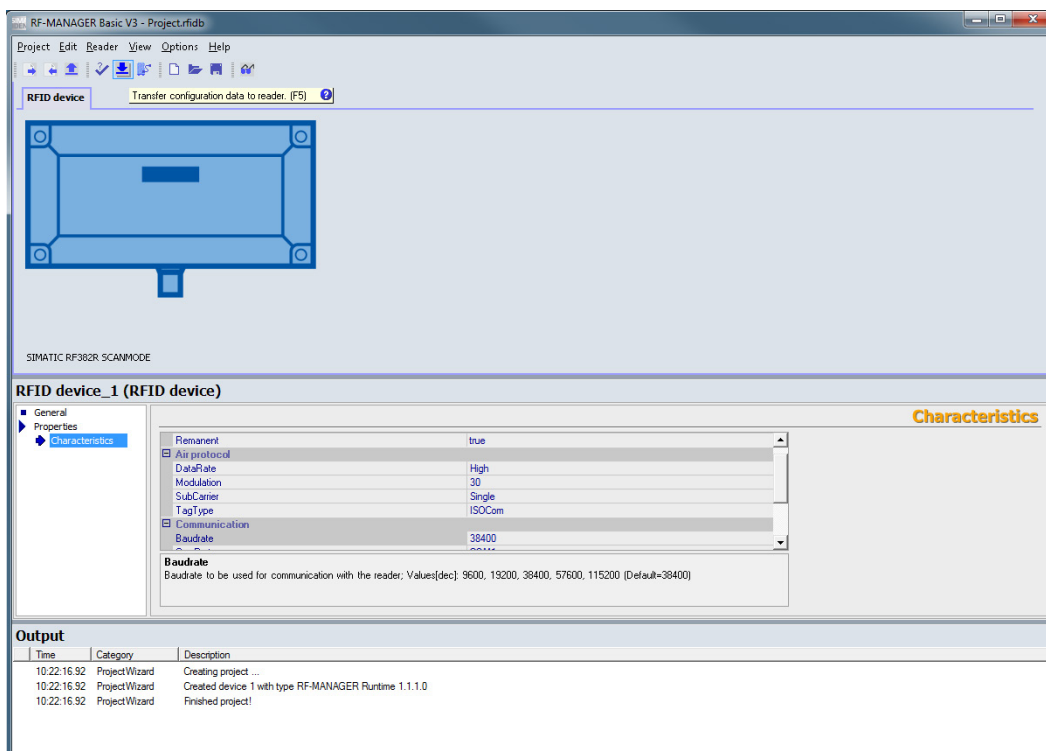 RF-MANAGER Basic V3 - Project.rfidb
Project Edit Reader View Options Help
RFID device
Transfer configuration data to reader. (F5)
SIMATIC RF382R SCANMODE
RFID device_1 (RFID device)
General
Properties
Characteristics
Characteristics
Remanent true
Air protocol
DataRate High
Modulation 30
SubCarrier Single
TagType ISOCom
Communication
Baudrate 38400
Baudrate
Baudrate to be used for communication with the reader; Values[dec]: 9600, 19200, 38400, 57600, 115200 (Default=38400)
Output
Time Category Description
10:22:16.92 ProjectWizard Creating project ...
10:22:16.92 ProjectWizard Created device 1 with type RF-MANAGER Runtime 1.1.1.0
10:22:16.92 ProjectWizard Finished project!